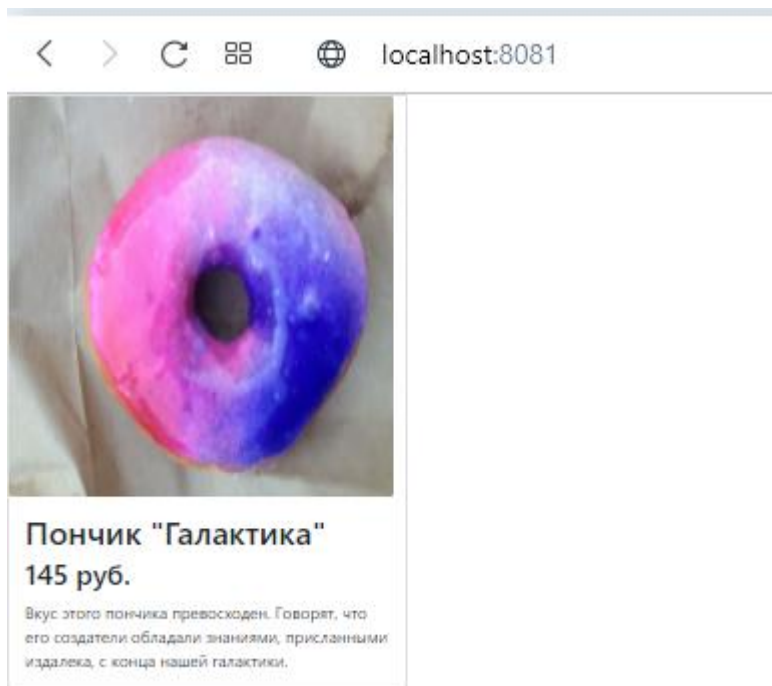 localhost:8081
Пончик "Галактика"
145 руб.
Вкус этого пончика превосходен. Говорят, что
его создатели обладали знаниями, присланными
издалека, с конца нашей галактики.